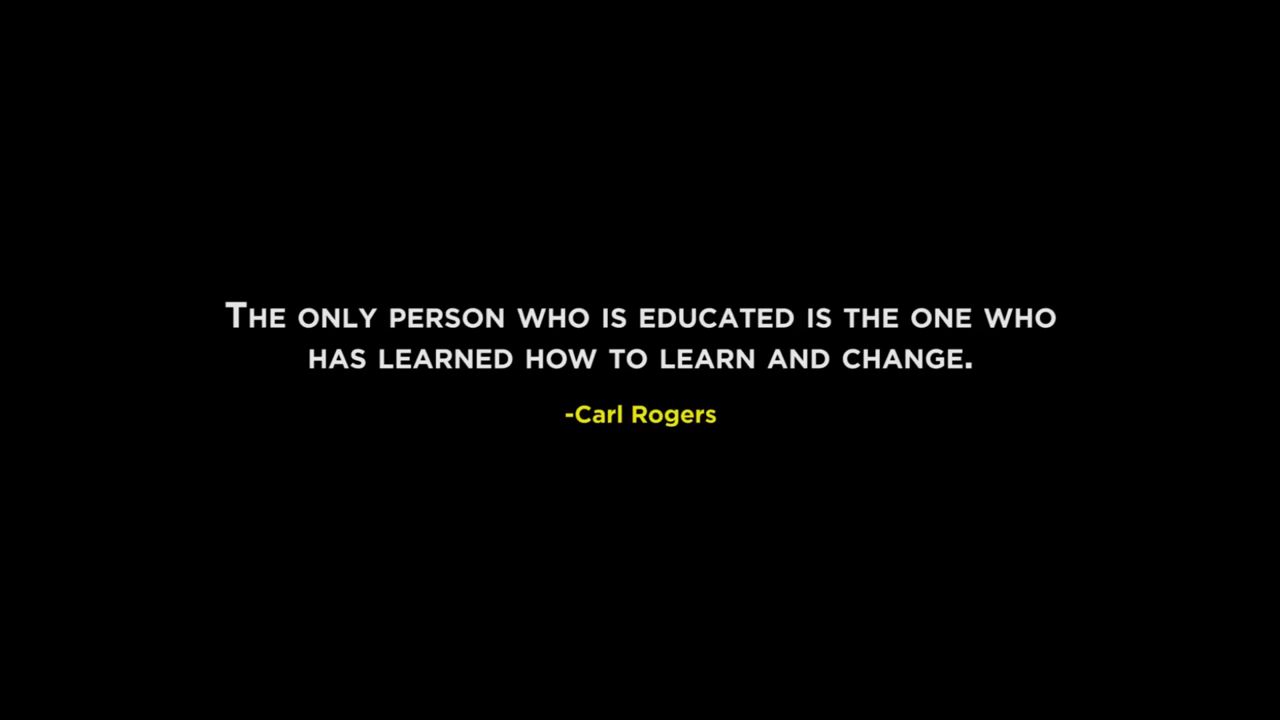 The only person who is educated is the one who
has learned how to learn and change.
-Carl Rogers